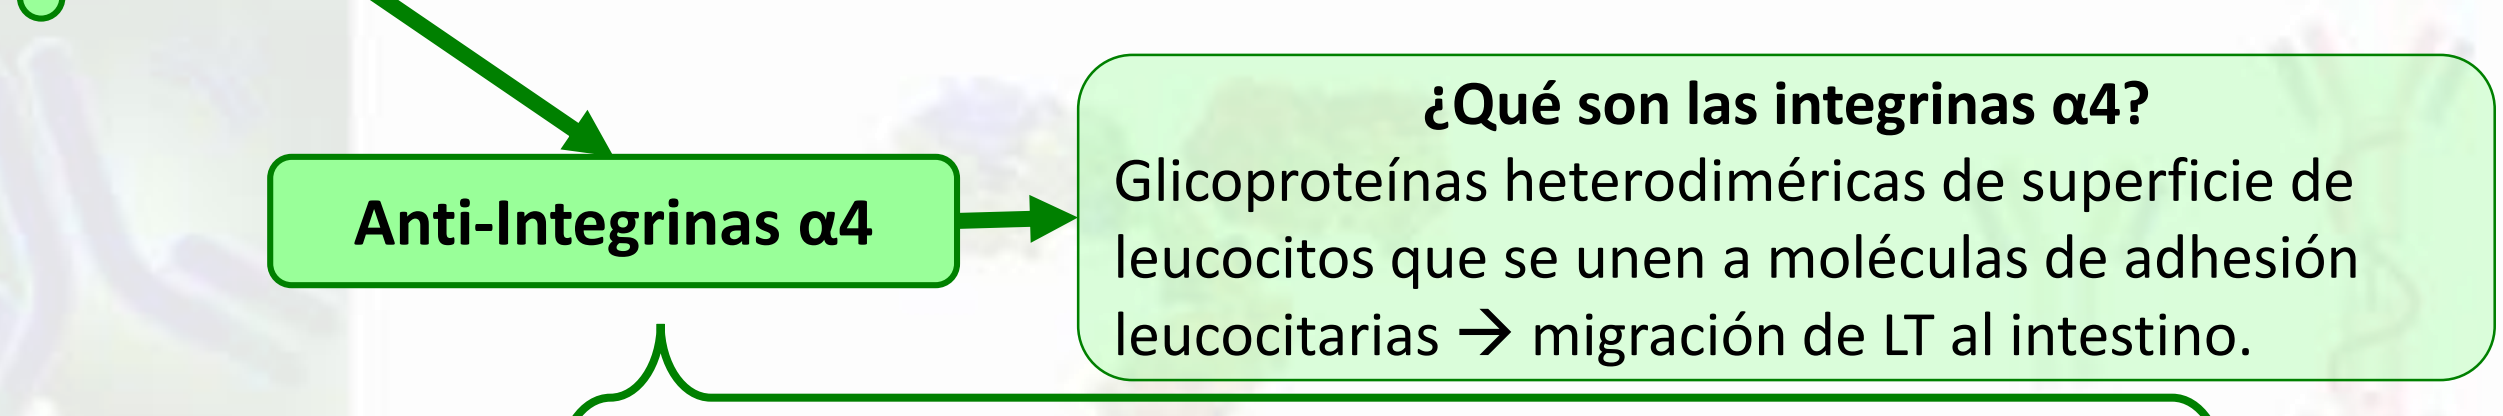 Anti-Integrinas α4
¿Qué son las integrinas α4?
Glicoproteínas heterodiméricas de superficie de
leucocitos que se unen a moléculas de adhesión
leucocitarias → migración de LT al intestino.